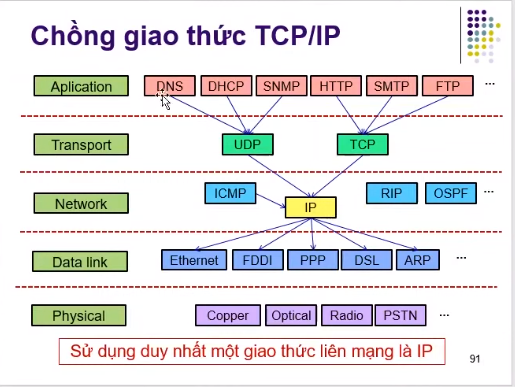 Chồng giao thức TCP/IP
Aplication DNS DHCP SNMP HTTP SMTP FTP ...
Transport UDP TCP
ICMP RIP OSPF ...
Network IP
Data link Ethernet FDDI PPP DSL ARP ...
Physical Copper Optical Radio PSTN ...
Sử dụng duy nhất một giao thức liên mạng là IP
91